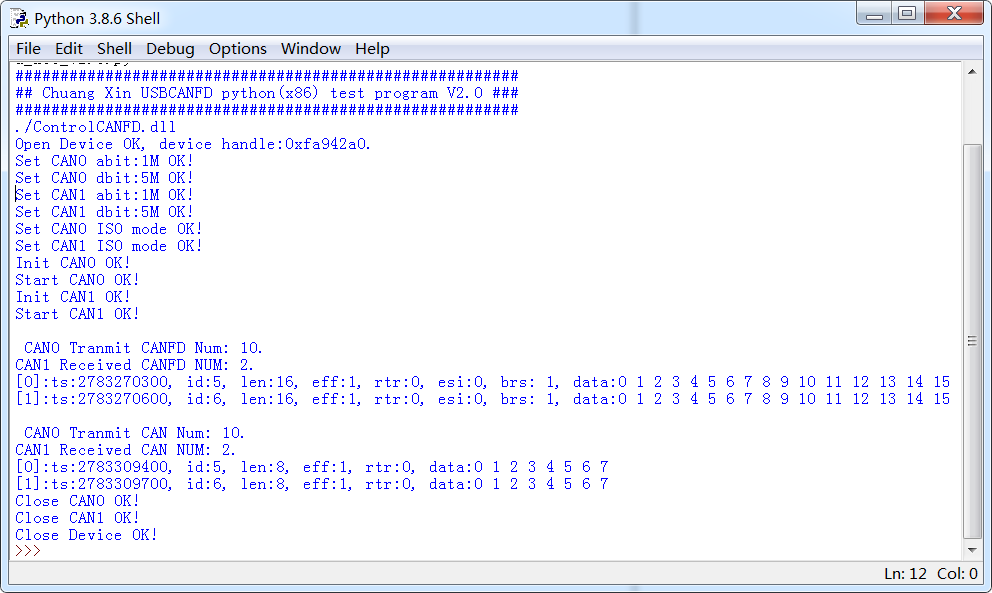 Python 3.8.6 Shell
File Edit Shell Debug Options Window Help
########################################################
## Chuang Xin USBCANFD python(x86) test program V2.0 ###
########################################################
./ControlCANFD.dll
Open Device OK, device handle:0xfa942a0.
Set CAN0 abit:1M OK!
Set CAN0 dbit:5M OK!
Set CAN1 abit:1M OK!
Set CAN1 dbit:5M OK!
Set CAN0 ISO mode OK!
Set CAN1 ISO mode OK!
Init CAN0 OK!
Start CAN0 OK!
Init CAN1 OK!
Start CAN1 OK!
CAN0 Tranmit CANFD Num: 10.
CAN1 Received CANFD NUM: 2.
[0]:ts:2783270300, id:5, len:16, eff:1, rtr:0, esi:0, brs: 1, data:0 1 2 3 4 5 6 7 8 9 10 11 12 13 14 15
[1]:ts:2783270600, id:6, len:16, eff:1, rtr:0, esi:0, brs: 1, data:0 1 2 3 4 5 6 7 8 9 10 11 12 13 14 15
CAN0 Tranmit CAN Num: 10.
CAN1 Received CAN NUM: 2.
[0]:ts:2783309400, id:5, len:8, eff:1, rtr:0, data:0 1 2 3 4 5 6 7
[1]:ts:2783309700, id:6, len:8, eff:1, rtr:0, data:0 1 2 3 4 5 6 7
Close CAN0 OK!
Close CAN1 OK!
Close Device OK!
>>>
Ln: 12 Col: 0